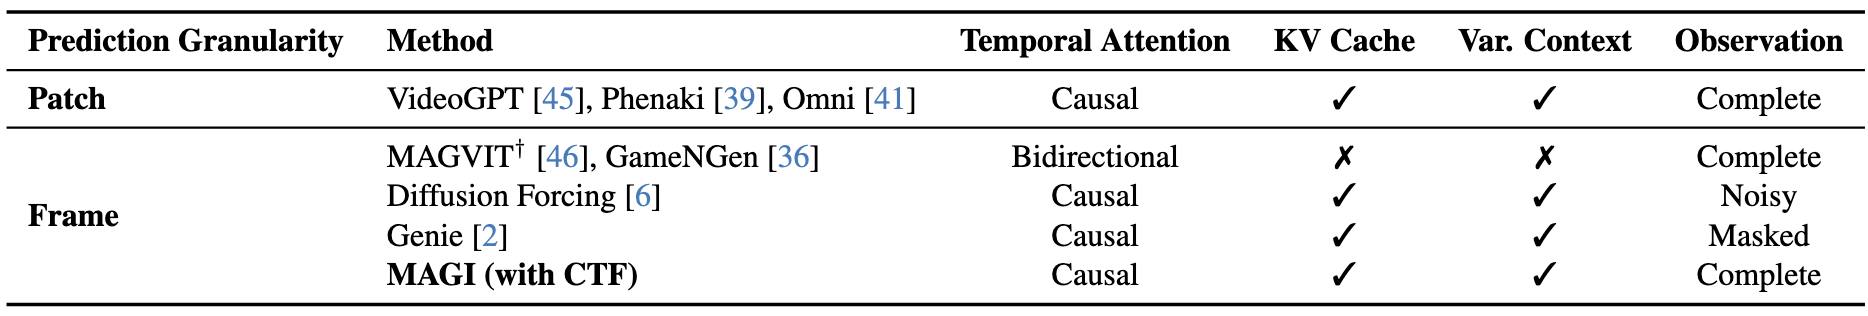 Prediction Granularity Method Temporal Attention KV Cache Var. Context Observation
Patch VideoGPT [45], Phenaki [39], Omni [41] Causal ✓ ✓ Complete
MAGVIT† [46], GameNGen [36] Bidirectional ✗ ✗ Complete
Diffusion Forcing [6] Causal ✓ ✓ Noisy
Frame
Genie [2] Causal ✓ ✓ Masked
MAGI (with CTF) Causal ✓ ✓ Complete